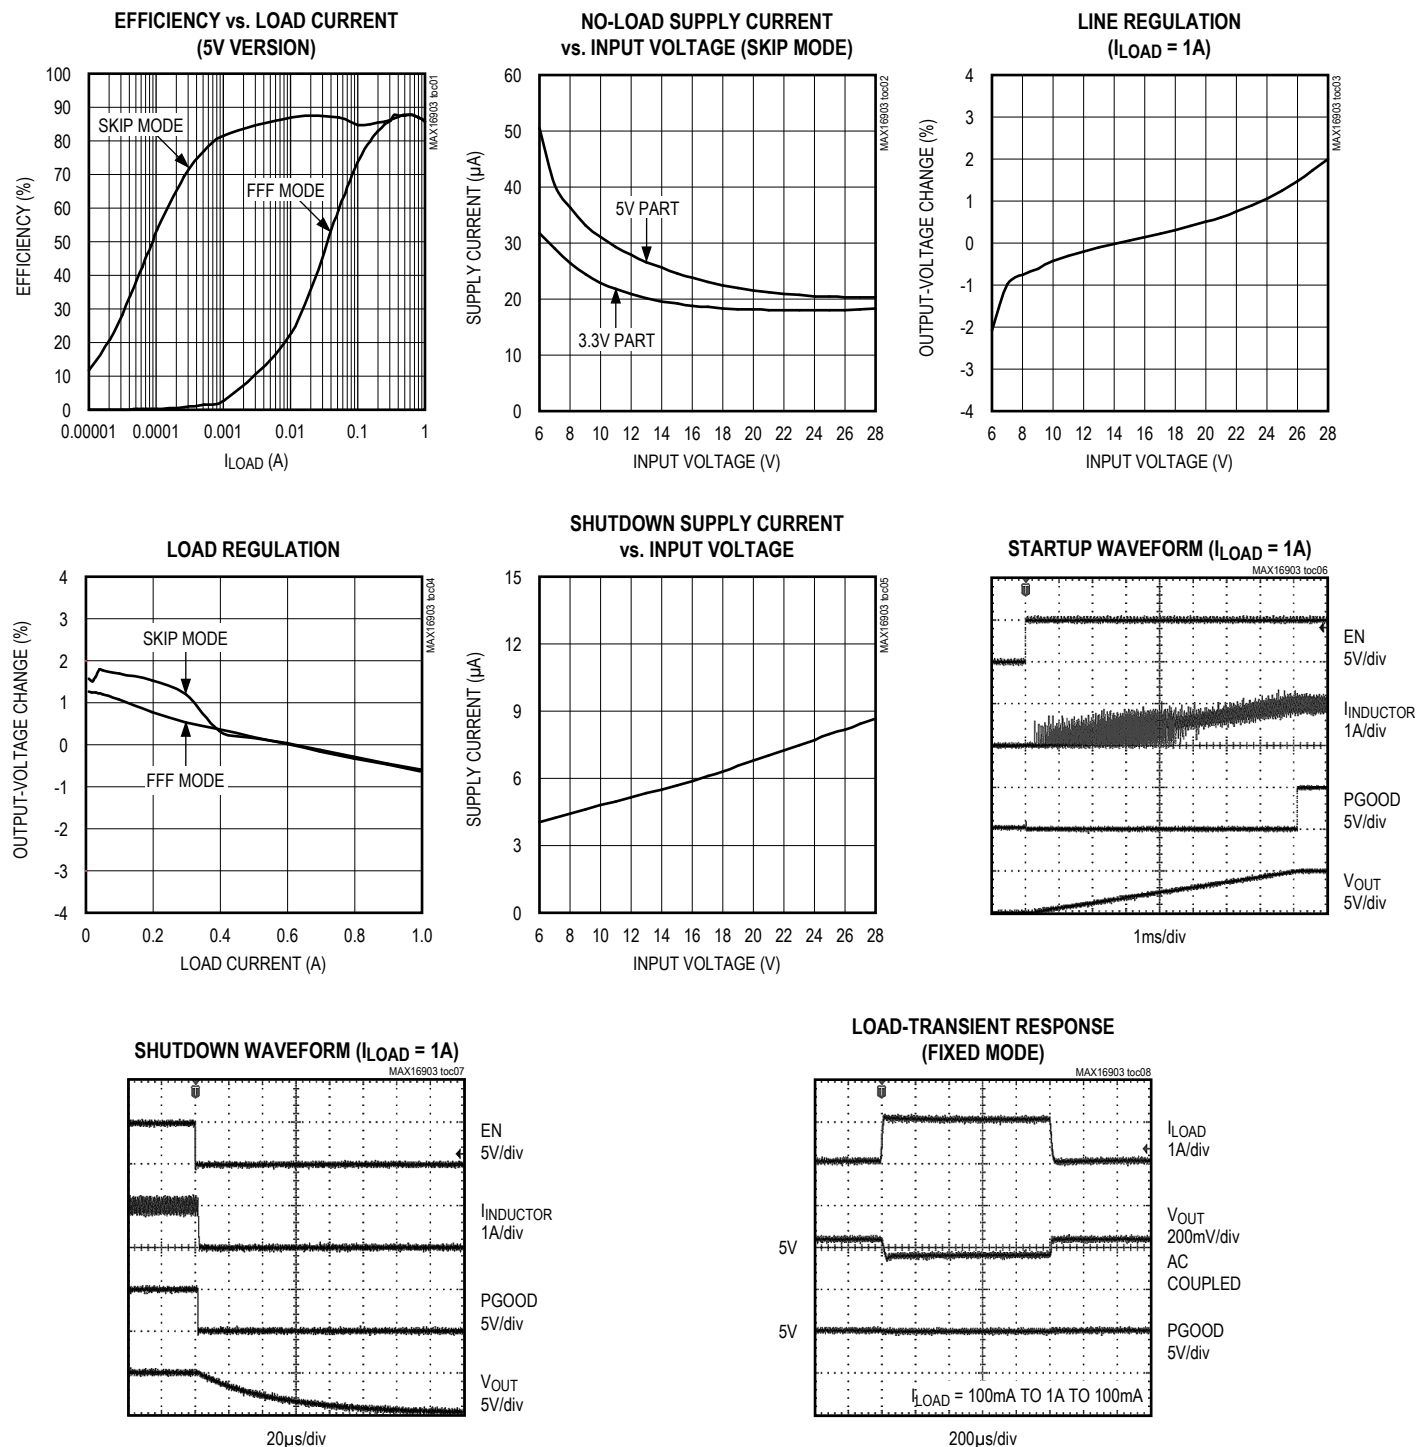 EFFICIENCY vs. LOAD CURRENT
(5V VERSION)
MAX16903 toc01
EFFICIENCY (%)
100
90
80
70
60
50
40
30
20
10
0
SKIP MODE
FFF MODE
0.00001 0.0001 0.001 0.01 0.1 1
ILOAD (A)
NO-LOAD SUPPLY CURRENT
vs. INPUT VOLTAGE (SKIP MODE)
MAX16903 toc02
SUPPLY CURRENT (µA)
60
50
40
30
20
10
0
5V PART
3.3V PART
6 8 10 12 14 16 18 20 22 24 26 28
INPUT VOLTAGE (V)
LINE REGULATION
(ILOAD = 1A)
MAX16903 toc03
OUTPUT-VOLTAGE CHANGE (%)
4
3
2
1
0
-1
-2
-3
-4
6 8 10 12 14 16 18 20 22 24 26 28
INPUT VOLTAGE (V)
LOAD REGULATION
MAX16903 toc04
OUTPUT-VOLTAGE CHANGE (%)
4
3
2
1
0
-1
-2
-3
-4
SKIP MODE
FFF MODE
0 0.2 0.4 0.6 0.8 1.0
LOAD CURRENT (A)
SHUTDOWN SUPPLY CURRENT
vs. INPUT VOLTAGE
MAX16903 toc05
SUPPLY CURRENT (µA)
15
12
9
6
3
0
6 8 10 12 14 16 18 20 22 24 26 28
INPUT VOLTAGE (V)
STARTUP WAVEFORM (ILOAD = 1A)
MAX16903 toc06
T
EN
5V/div
IINDUCTOR
1A/div
PGOOD
5V/div
VOUT
5V/div
1ms/div
SHUTDOWN WAVEFORM (ILOAD = 1A)
MAX16903 toc07
T
EN
5V/div
IINDUCTOR
1A/div
PGOOD
5V/div
VOUT
5V/div
20µs/div
LOAD-TRANSIENT RESPONSE
(FIXED MODE)
MAX16903 toc08
T
ILOAD
1A/div
VOUT
200mV/div
AC
COUPLED
5V
5V
PGOOD
5V/div
ILOAD = 100mA TO 1A TO 100mA
200µs/div